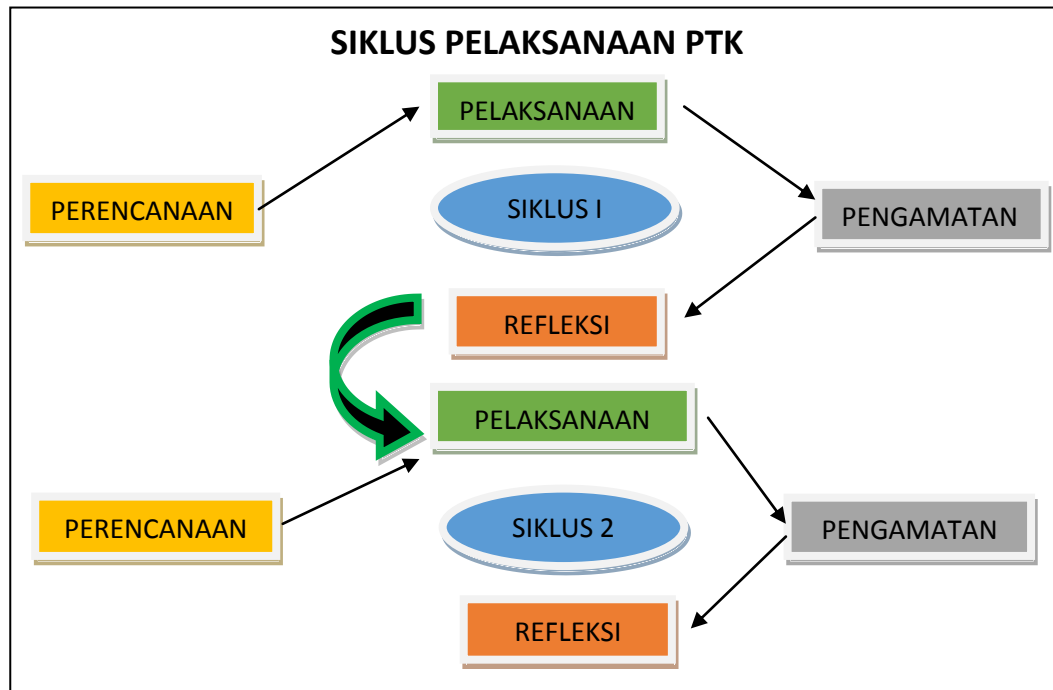 SIKLUS PELAKSANAAN PTK
PELAKSANAAN
PERENCANAAN
SIKLUS I
PENGAMATAN
REFLEKSI
PELAKSANAAN
PERENCANAAN
SIKLUS 2
PENGAMATAN
REFLEKSI